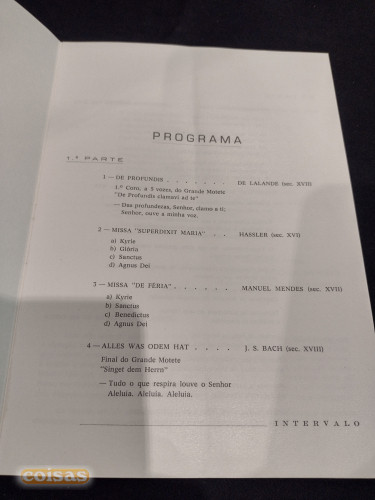 PROGRAMA
1.ª PARTE
1 — DE PROFUNDIS . . . . . . . DE LALANDE (sec. XVII)
1.º Coro, a 5 vozes, do Grande Motete
"De Profundis clamavi ad te"
— Das profundezas, Senhor, clamo a ti;
Senhor, ouve a minha voz.
2 — MISSA "SUPERDIXIT MARIA" . . HASSLER (sec. XVI)
a) Kyrie
b) Glória
c) Sanctus
d) Agnus Dei
3 — MISSA "DE FÉRIA" . . . . . . MANUEL MENDES (sec. XVII)
a) Kyrie
b) Sanctus
c) Benedictus
d) Agnus Dei
4 — ALLES WAS ODEM HAT . . . . J. S. BACH (sec. XVIII)
Final do Grande Motete
"Singet dem Herrn"
— Tudo o que respira louve o Senhor
Aleluia. Aleluia. Aleluia.
INTERVALO
coisas